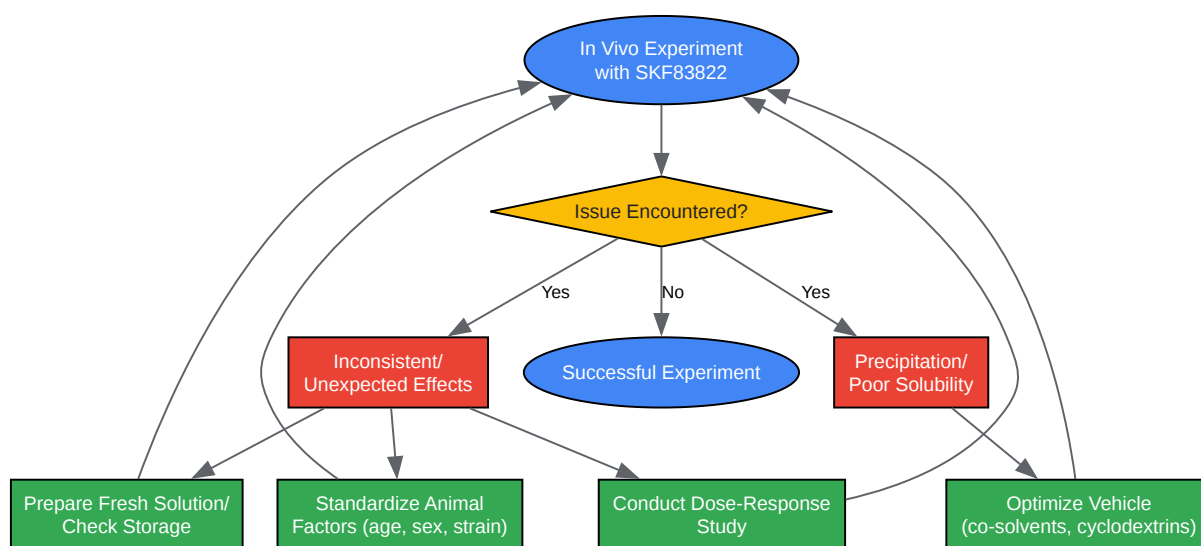 In Vivo Experiment
with SKF83822
Issue Encountered?
Yes
No
Yes
Inconsistent/
Unexpected Effects
Successful Experiment
Precipitation/
Poor Solubility
Prepare Fresh Solution/
Check Storage
Standardize Animal
Factors (age, sex, strain)
Conduct Dose-Response
Study
Optimize Vehicle
(co-solvents, cyclodextrins)